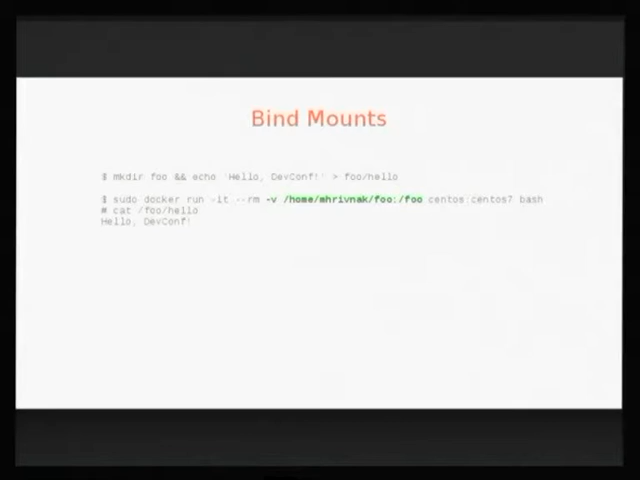 Bind Mounts
$ mkdir foo && echo 'Hello, DevConf!' > foo/hello
$ sudo docker run -it --rm -v /home/mhrivnak/foo:/foo centos:centos7 bash
# cat /foo/hello
Hello, DevConf!